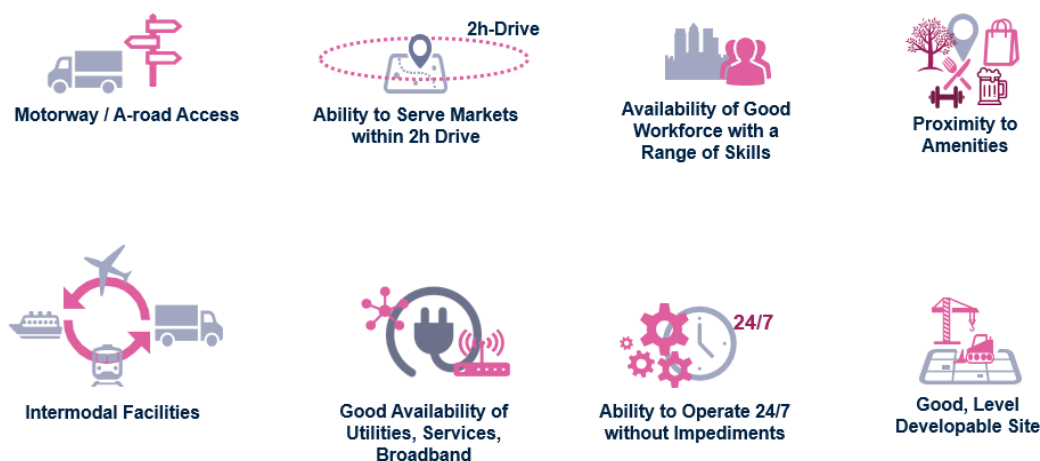 Motorway / A-road Access
2h-Drive
Ability to Serve Markets
within 2h Drive
Availability of Good
Workforce with a
Range of Skills
Proximity to
Amenities
Intermodal Facilities
Good Availability of
Utilities, Services,
Broadband
24/7
Ability to Operate 24/7
without Impediments
Good, Level
Developable Site